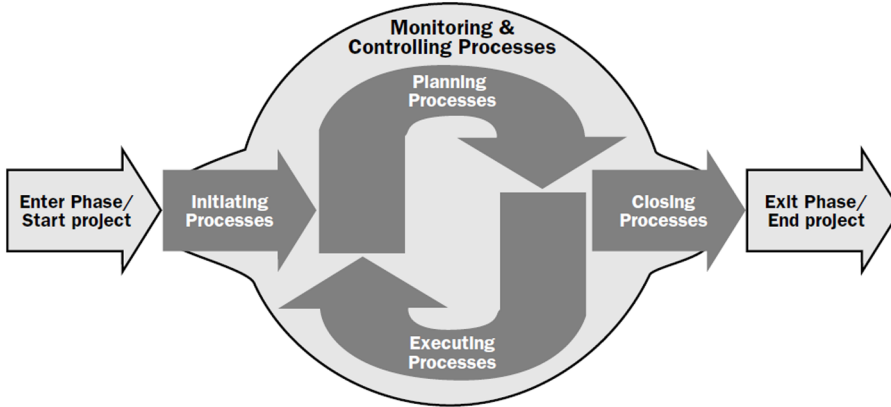 Monitoring &
Controlling Processes
Planning
Processes
Enter Phase/
Start project
Initiating
Processes
Closing
Processes
Exit Phase/
End project
Executing
Processes